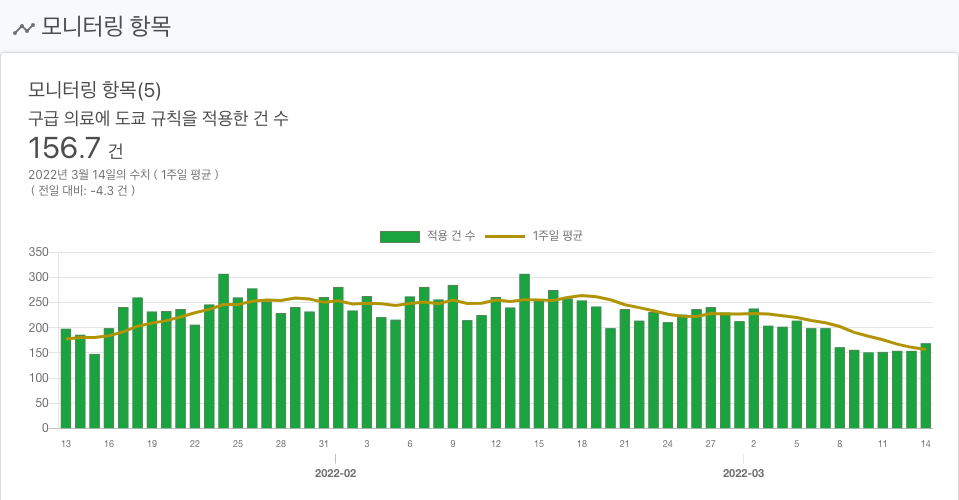 모니터링 항목
모니터링 항목(5)
구급 의료에 도쿄 규칙을 적용한 건 수
156.7 건
2022년 3월 14일의 수치 ( 1주일 평균 )
( 전일 대비: -4.3 건 )
적용 건 수 1주일 평균
350
300
250
200
150
100
50
0
13 16 19 22 25 28 31 3 6 9 12 15 18 21 24 27 2 5 8 11 14
2022-02 2022-03